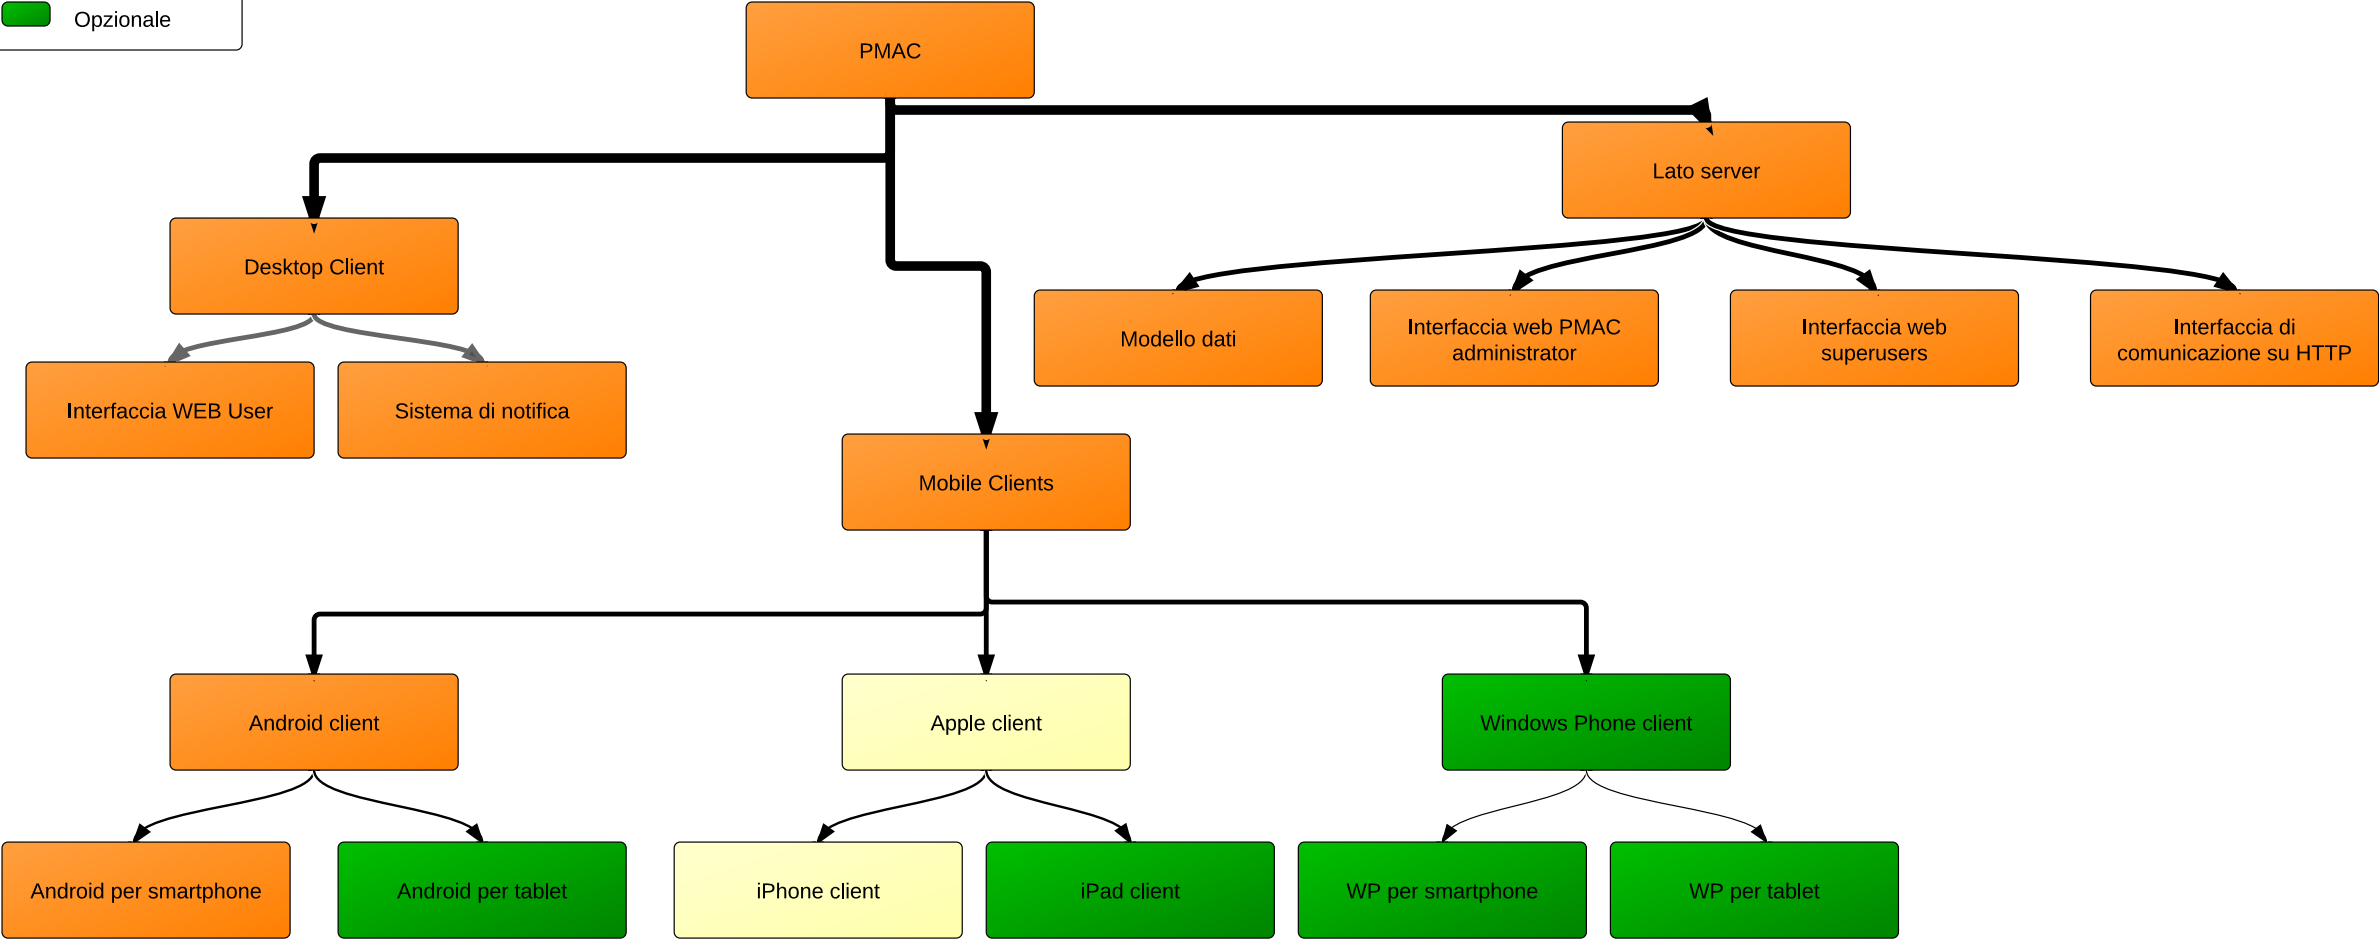 Opzionale
PMAC
Lato server
Desktop Client
Modello dati
Interfaccia web PMAC
administrator
Interfaccia web
superusers
Interfaccia di
comunicazione su HTTP
Interfaccia WEB User
Sistema di notifica
Mobile Clients
Android client
Apple client
Windows Phone client
Android per smartphone
Android per tablet
iPhone client
iPad client
WP per smartphone
WP per tablet